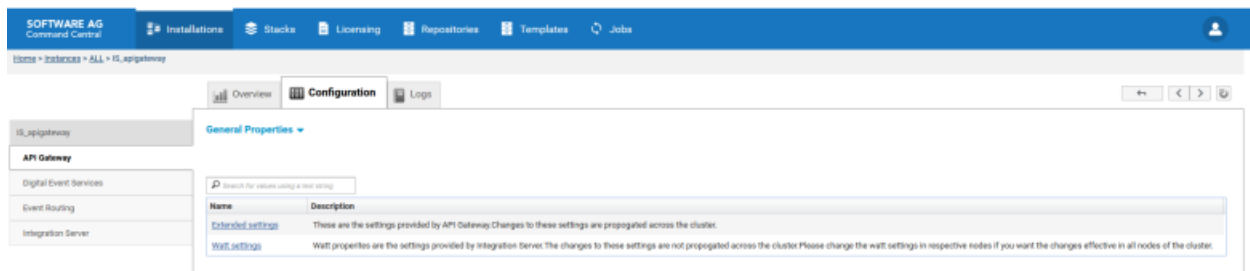 SOFTWARE AG
Command Central
Installations
Stacks
Licensing
Repositories
Templates
Jobs
Home > Instances > ALL > IS_apigateway
Overview
Configuration
Logs
IS_apigateway
General Properties
API Gateway
Digital Event Services
Search for values using a text string
Event Routing
Name Description
Extended settings These are the settings provided by API Gateway.Changes to these settings are propogated across the cluster.
Integration Server
Watt settings Watt properites are the settings provided by Integration Server.The changes to these settings are not propogated across the cluster.Please change the watt settings in respective nodes if you want the changes effective in all nodes of the cluster.